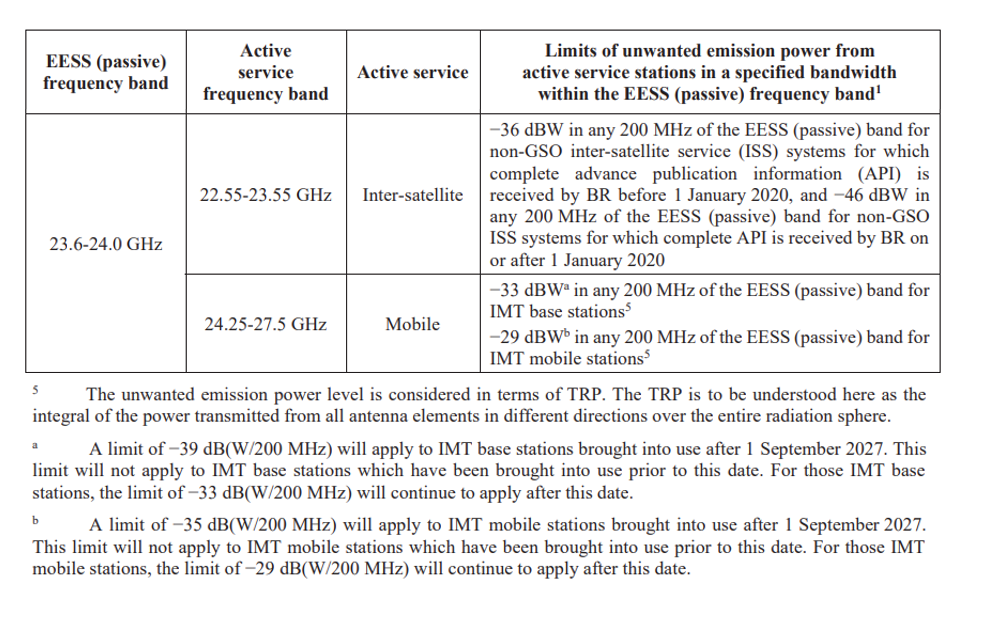 EESS (passive)
frequency band
Active
service
frequency band
Active service
Limits of unwanted emission power from
active service stations in a specified bandwidth
within the EESS (passive) frequency band¹
23.6-24.0 GHz
22.55-23.55 GHz
Inter-satellite
−36 dBW in any 200 MHz of the EESS (passive) band for
non-GSO inter-satellite service (ISS) systems for which
complete advance publication information (API) is
received by BR before 1 January 2020, and −46 dBW in
any 200 MHz of the EESS (passive) band for non-GSO
ISS systems for which complete API is received by BR on
or after 1 January 2020
24.25-27.5 GHz
Mobile
−33 dBWᵃ in any 200 MHz of the EESS (passive) band for
IMT base stations⁵
−29 dBWᵇ in any 200 MHz of the EESS (passive) band for
IMT mobile stations⁵
⁵ The unwanted emission power level is considered in terms of TRP. The TRP is to be understood here as the
integral of the power transmitted from all antenna elements in different directions over the entire radiation sphere.
ᵃ A limit of −39 dB(W/200 MHz) will apply to IMT base stations brought into use after 1 September 2027. This
limit will not apply to IMT base stations which have been brought into use prior to this date. For those IMT base
stations, the limit of −33 dB(W/200 MHz) will continue to apply after this date.
ᵇ A limit of −35 dB(W/200 MHz) will apply to IMT mobile stations brought into use after 1 September 2027.
This limit will not apply to IMT mobile stations which have been brought into use prior to this date. For those IMT
mobile stations, the limit of −29 dB(W/200 MHz) will continue to apply after this date.